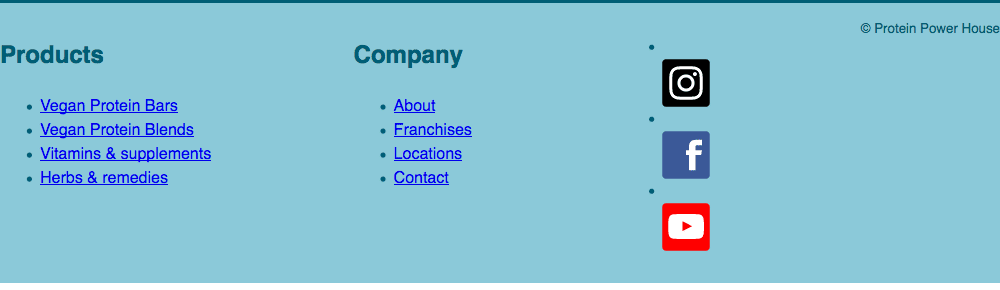 Products
Vegan Protein Bars
Vegan Protein Blends
Vitamins & supplements
Herbs & remedies
Company
About
Franchises
Locations
Contact
© Protein Power House